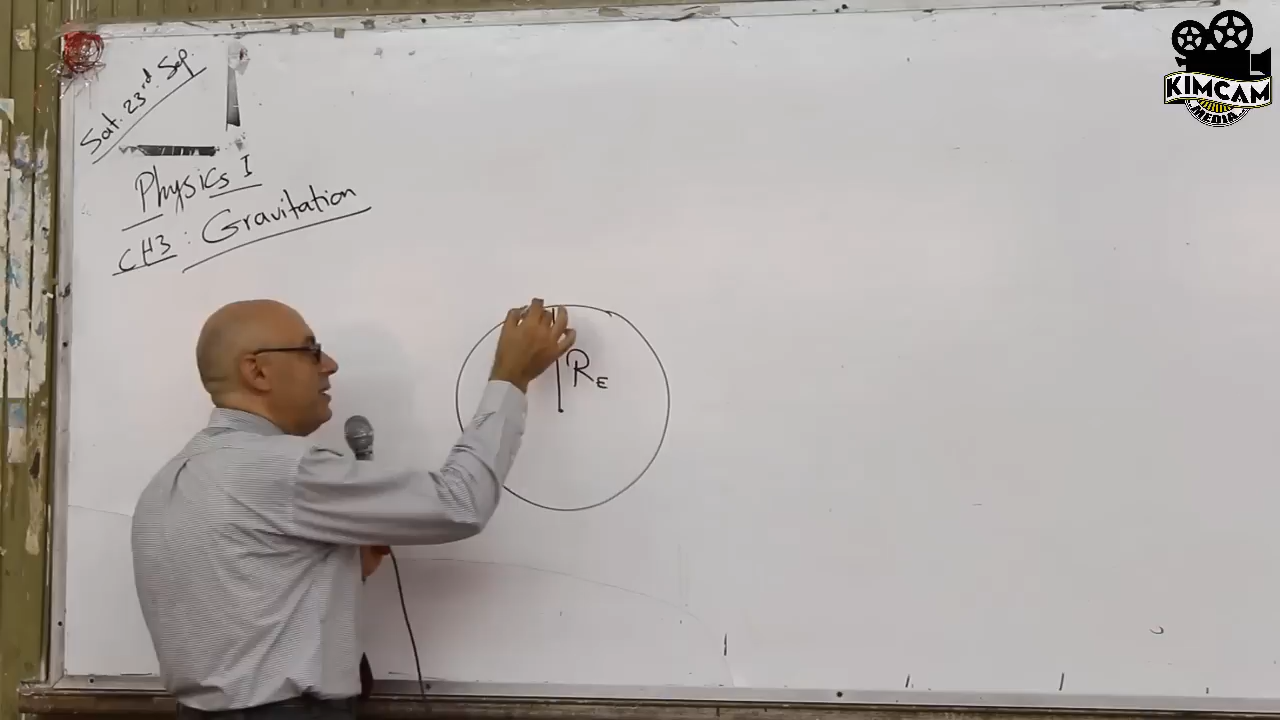 Sat. 23rd. Sep.
Physics I
CH3 : Gravitation
RE
KIMCAM
MEDIA